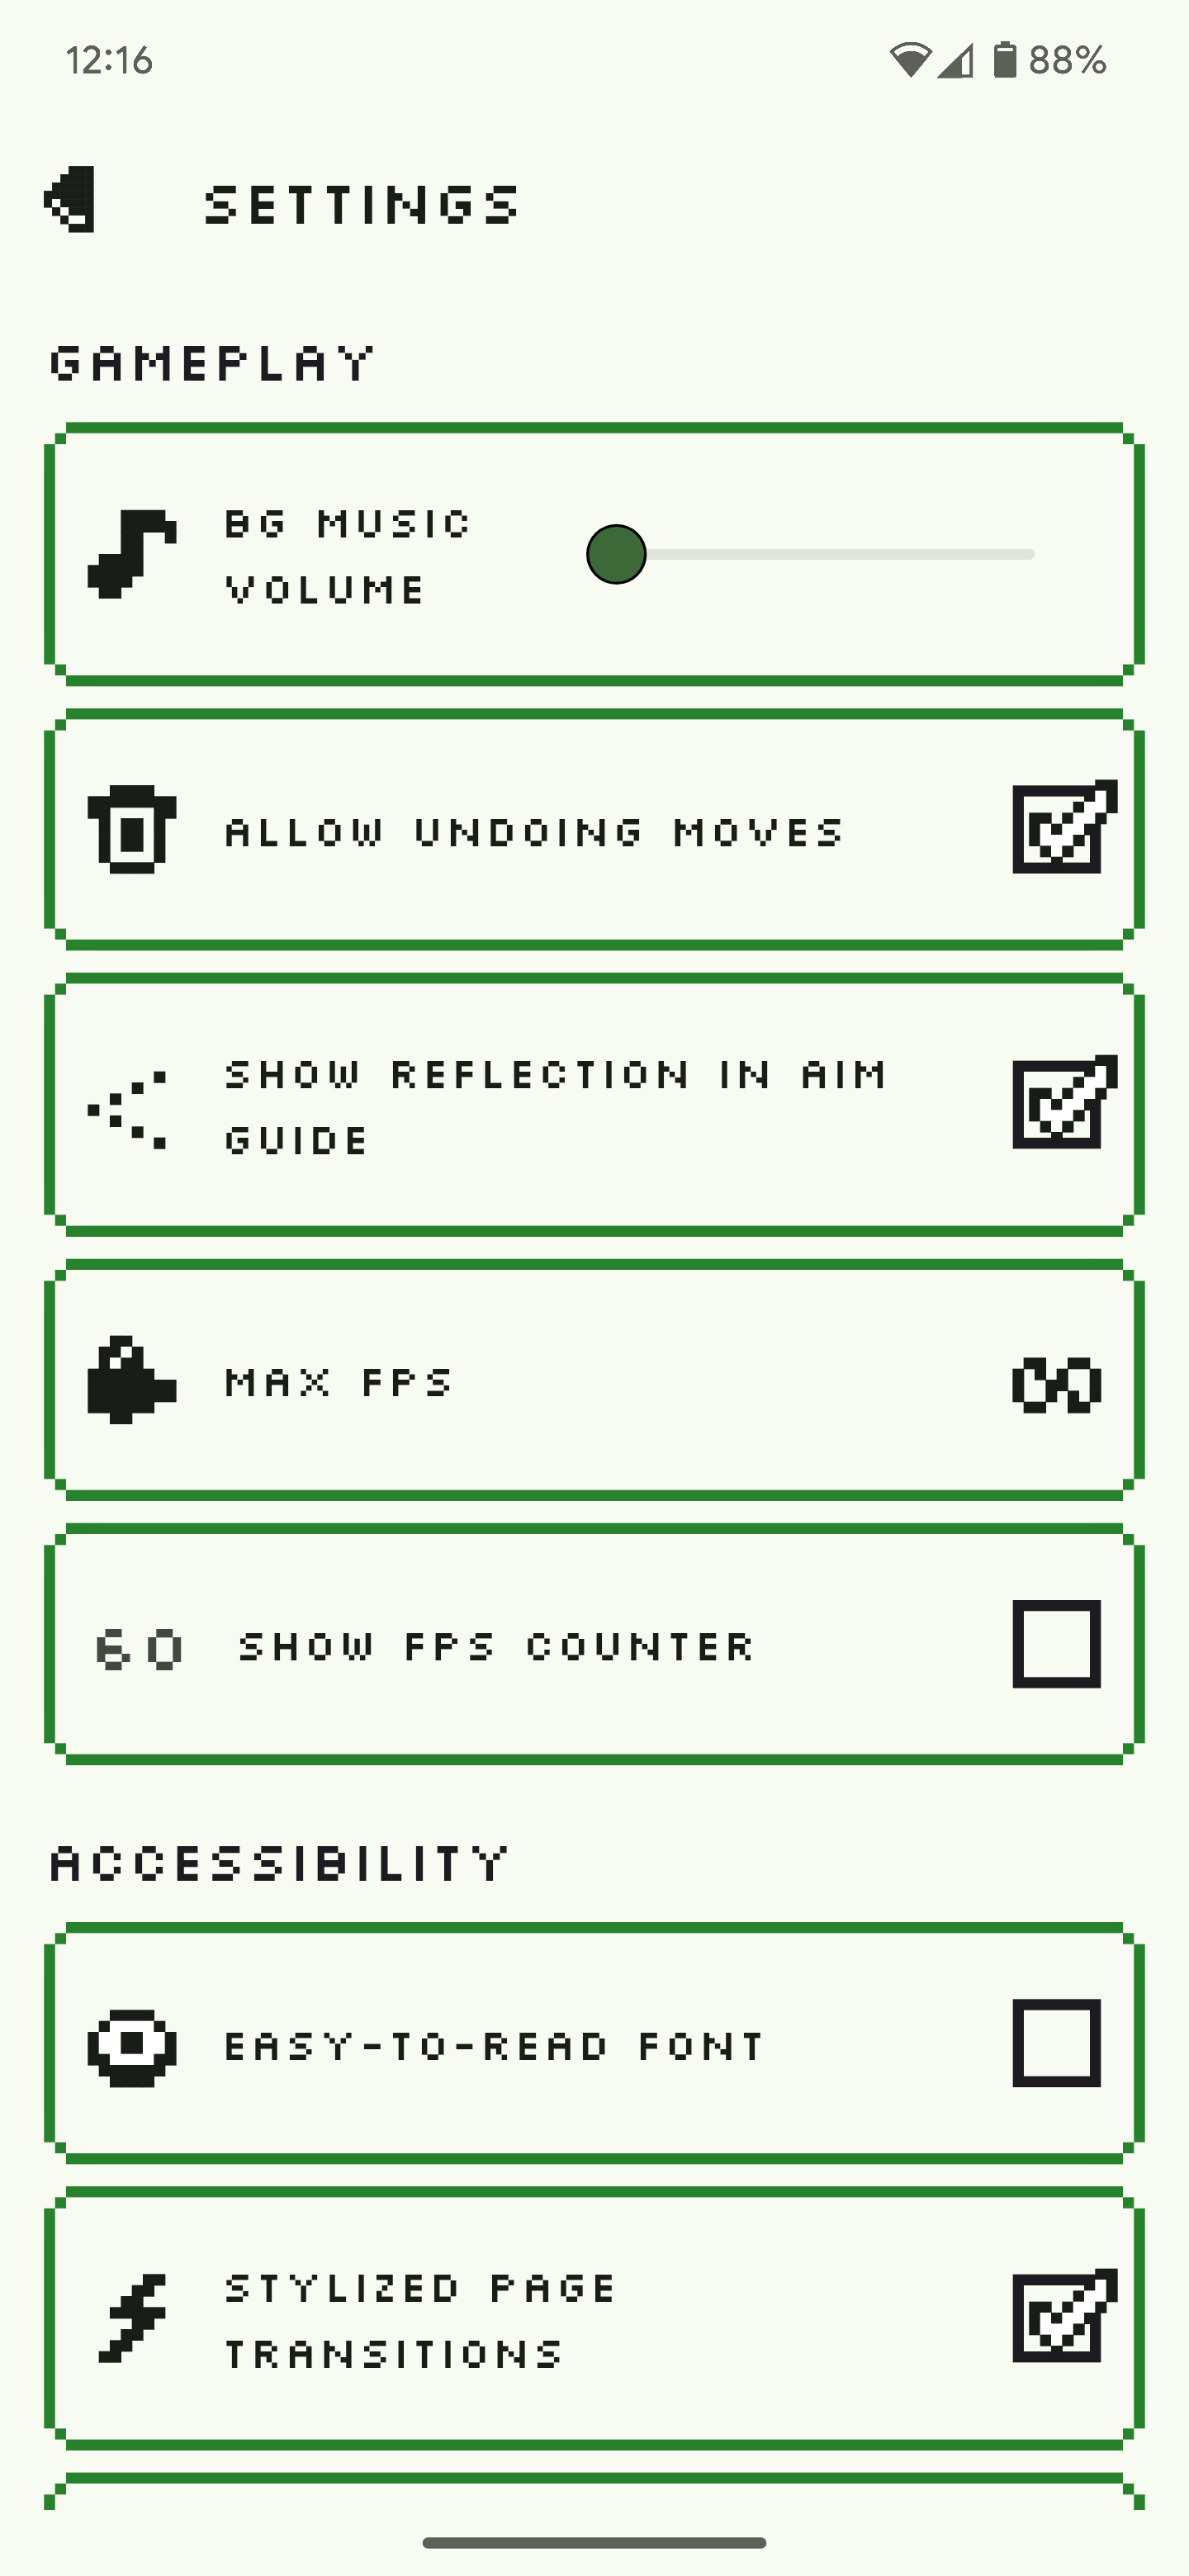 12:16
88%
SETTINGS
GAMEPLAY
BG MUSIC
VOLUME
ALLOW UNDOING MOVES
SHOW REFLECTION IN AIM
GUIDE
MAX FPS
∞
60 SHOW FPS COUNTER
ACCESSIBILITY
EASY-TO-READ FONT
STYLIZED PAGE
TRANSITIONS